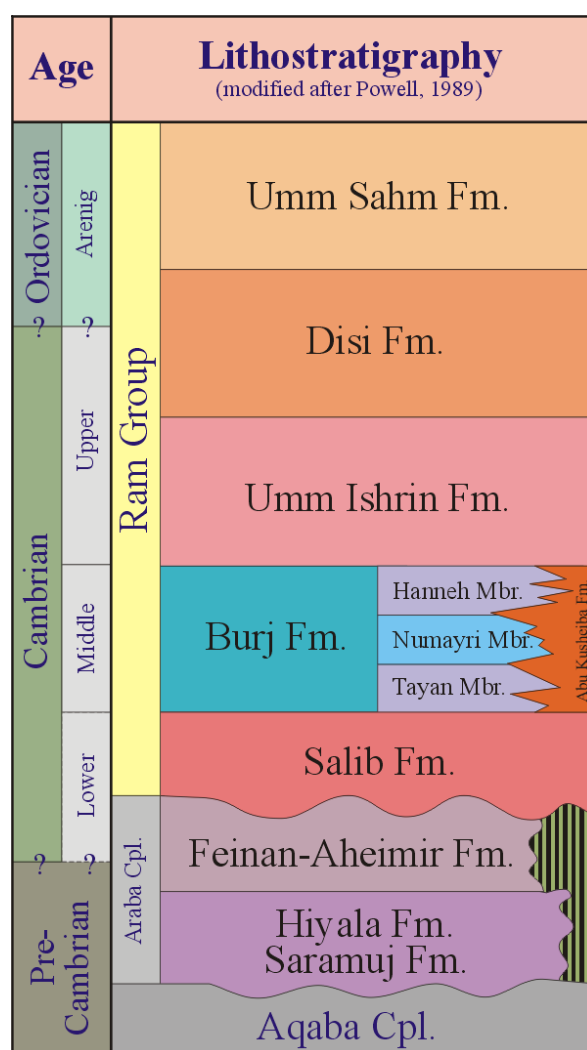 Age
Lithostratigraphy
(modified after Powell, 1989)
Ordovician
Arenig
Ram Group
Umm Sahm Fm.
? ?
Disi Fm.
Cambrian
Upper
Umm Ishrin Fm.
Middle
Burj Fm.
Hanneh Mbr.
Numayri Mbr.
Tayan Mbr.
Abu Kusheiba Fm.
Lower
Salib Fm.
? ?
Araba Cpl.
Feinan-Aheimir Fm.
Pre-
Cambrian
Hiyala Fm.
Saramuj Fm.
Aqaba Cpl.